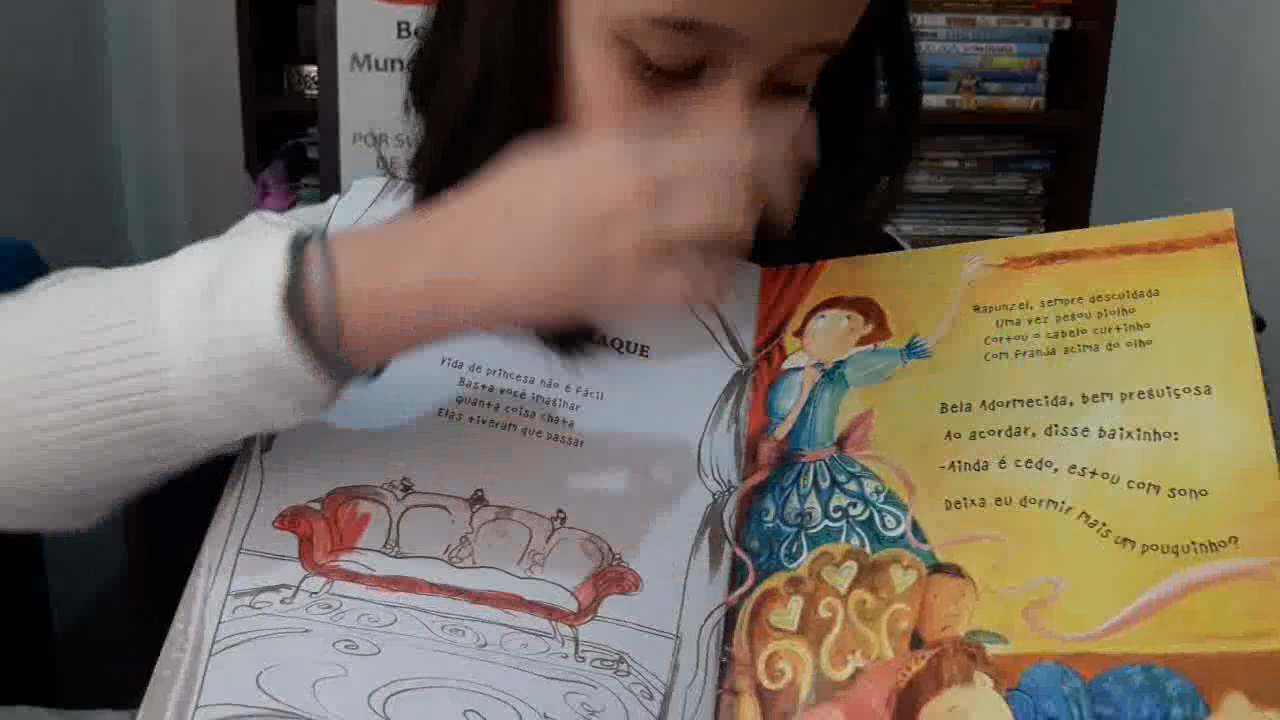 Be
Mun
POR SU
DE
AQUE
Vida de princesa não é fácil
Basta você imaginar
Quanta coisa chata
Elas tiveram que passar
Rapunzel, sempre descuidada
Uma vez pegou piolho
Cortou o cabelo curtinho
Com franja acima do olho
Bela Adormecida, bem preguiçosa
Ao acordar, disse baixinho:
-Ainda é cedo, estou com sono
Deixa eu dormir mais um pouquinho?